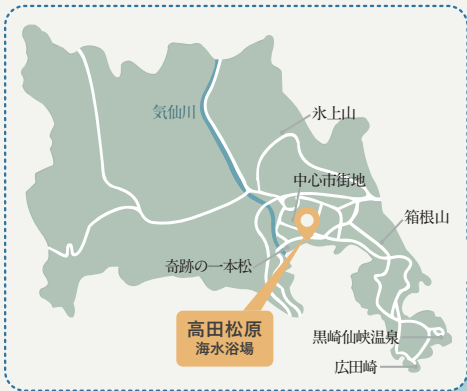 気仙川
氷上山
中心市街地
箱根山
奇跡の一本松
高田松原
海水浴場
黒崎仙峡温泉
広田崎